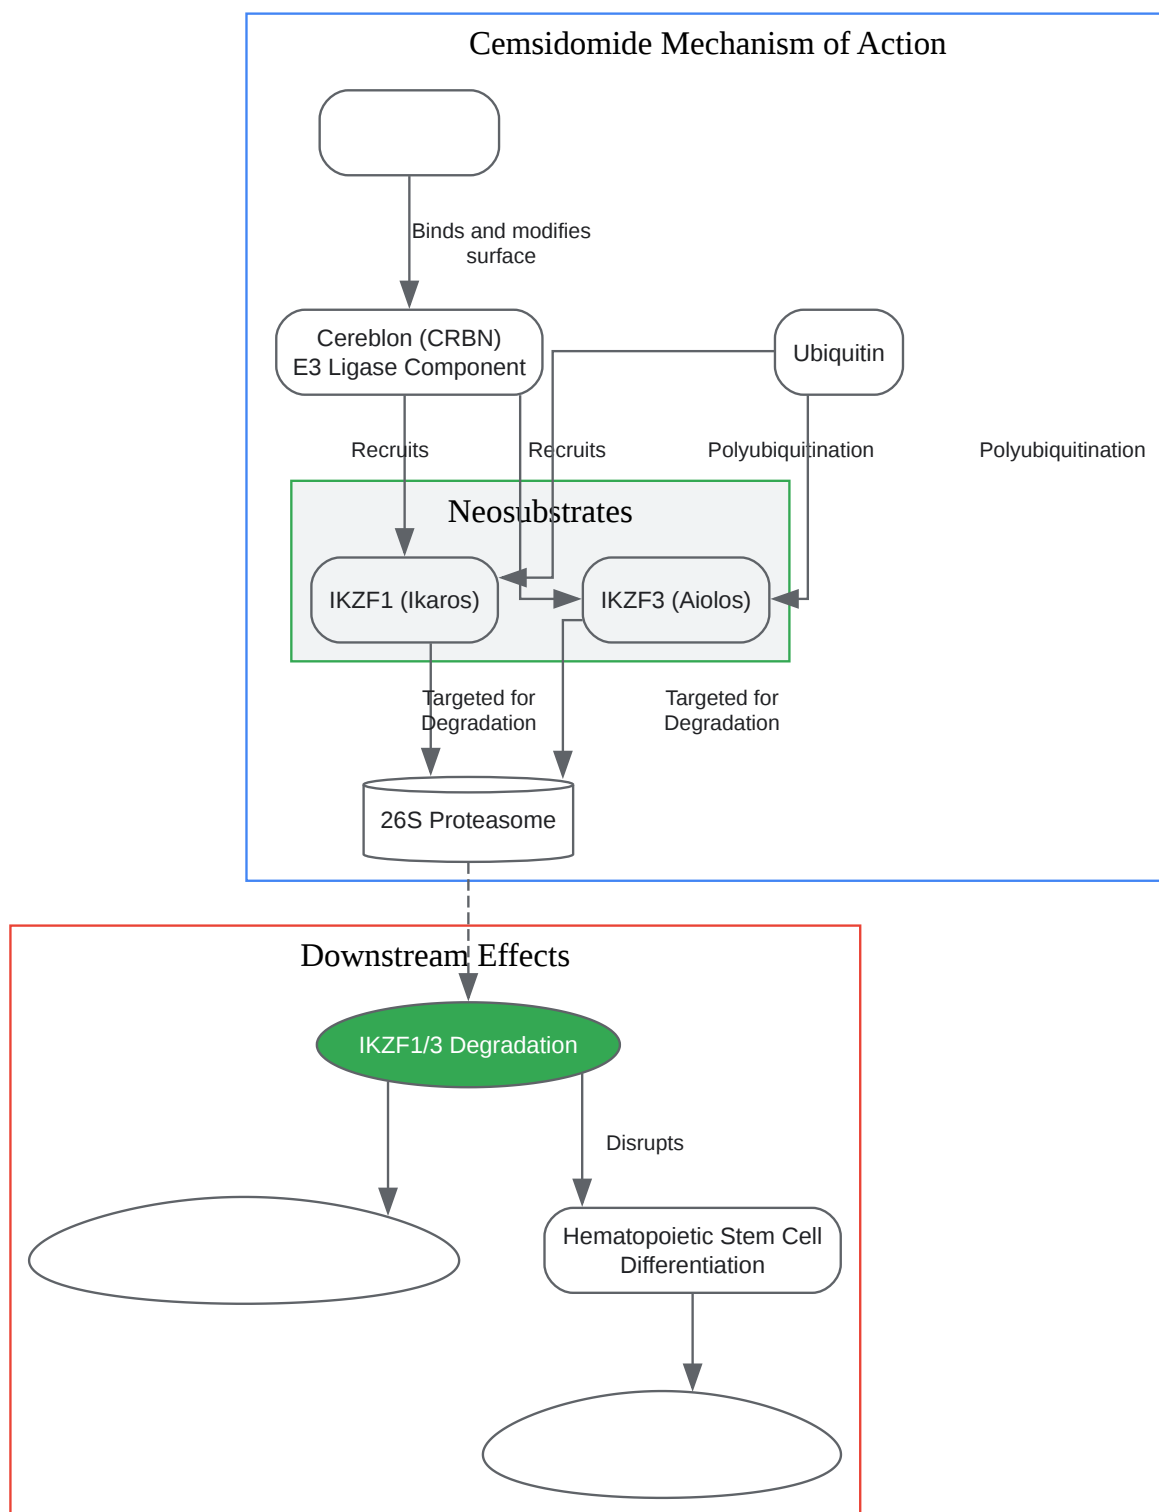 Cemsidomide Mechanism of Action
Binds and modifies
surface
Cereblon (CRBN)
E3 Ligase Component
Ubiquitin
Recruits
Recruits
Polyubiquitination
Polyubiquitination
Neosubstrates
IKZF1 (Ikaros)
IKZF3 (Aiolos)
Targeted for
Degradation
Targeted for
Degradation
26S Proteasome
Downstream Effects
IKZF1/3 Degradation
Disrupts
Hematopoietic Stem Cell
Differentiation